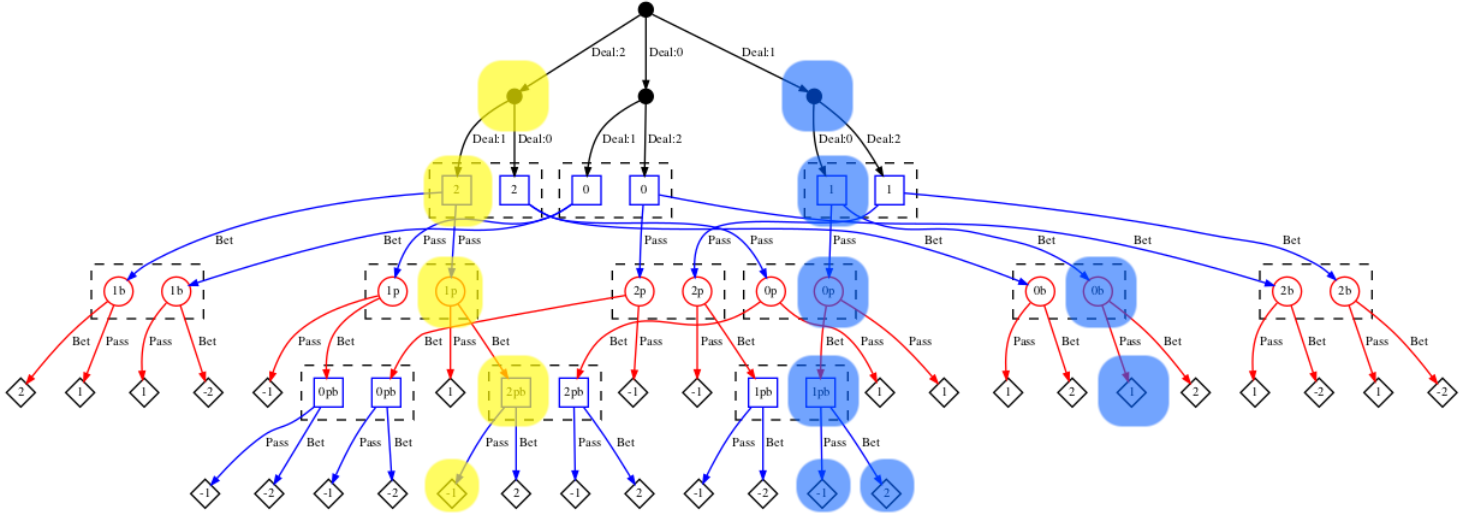 Deal:2 Deal:0 Deal:1
Deal:1 Deal:0 Deal:1 Deal:2 Deal:0 Deal:2
2 2 0 0 1 1
Bet Bet Pass Pass Pass Pass Pass Pass Bet Bet Bet Bet
1b 1b 1p 1p 2p 2p 0p 0p 0b 0b 2b 2b
Bet Pass Pass Bet Pass Bet Bet Pass Bet Pass Pass Bet Bet Pass Bet Pass Pass Bet Pass Bet Pass Bet Pass Bet
2 1 1 -2 -1 0pb 0pb 1 2pb 2pb -1 -1 1pb 1pb 1 1 1 2 1 2 1 -2 1 -2
Pass Bet Pass Bet Pass Bet Pass Bet Pass Bet Pass Bet
-1 -2 -1 -2 -1 2 -1 2 -1 -2 -1 2